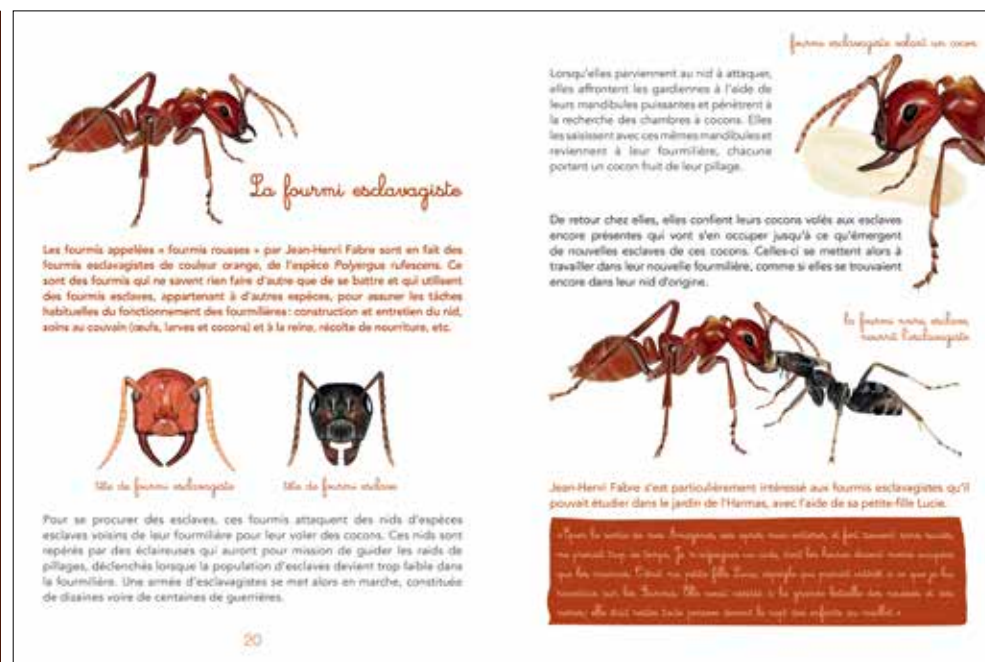 La fourmi esclavagiste
Les fourmis appelées « fourmis rousses » par Jean-Henri Fabre sont en fait des
fourmis esclavagistes de couleur orange, de l'espèce Polyergus rufescens. Ce
sont des fourmis qui ne savent rien faire d'autre que de se battre et qui utilisent
des fourmis esclaves, appartenant à d'autres espèces, pour assurer les tâches
habituelles du fonctionnement des fourmilières : construction et entretien du nid,
soins au couvain (œufs, larves et cocons) et à la reine, récolte de nourriture, etc.
tête de fourmi esclavagiste
tête de fourmi esclave
Pour se procurer des esclaves, ces fourmis attaquent des nids d'espèces
esclaves voisins de leur fourmilière pour leur voler des cocons. Ces nids sont
repérés par des éclaireuses qui auront pour mission de guider les raids de
pillages, déclenchés lorsque la population d'esclaves devient trop faible dans
la fourmilière. Une armée d'esclavagistes se met alors en marche, constituée
de dizaines voire de centaines de guerrières.
20
fourmi esclavagiste volant un cocon
Lorsqu'elles parviennent au nid à attaquer,
elles affrontent les gardiennes à l'aide de
leurs mandibules puissantes et pénètrent à
la recherche des chambres à cocons. Elles
les saisissent avec ces mêmes mandibules et
reviennent à leur fourmilière, chacune
portant un cocon fruit de leur pillage.
De retour chez elles, elles confient leurs cocons volés aux esclaves
encore présentes qui vont s'en occuper jusqu'à ce qu'émergent
de nouvelles esclaves de ces cocons. Celles-ci se mettent alors à
travailler dans leur nouvelle fourmilière, comme si elles se trouvaient
encore dans leur nid d'origine.
la fourmi noire, esclave,
nourrit l'esclavagiste
Jean-Henri Fabre s'est particulièrement intéressé aux fourmis esclavagistes qu'il
pouvait étudier dans le jardin de l'Harmas, avec l'aide de sa petite-fille Lucie.